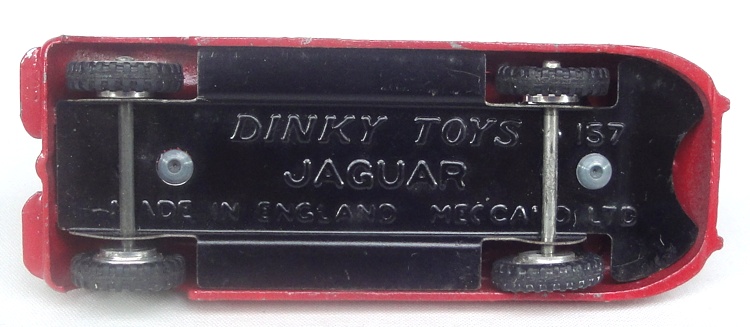 DINKY TOYS 157
JAGUAR
MADE IN ENGLAND MECCANO LTD